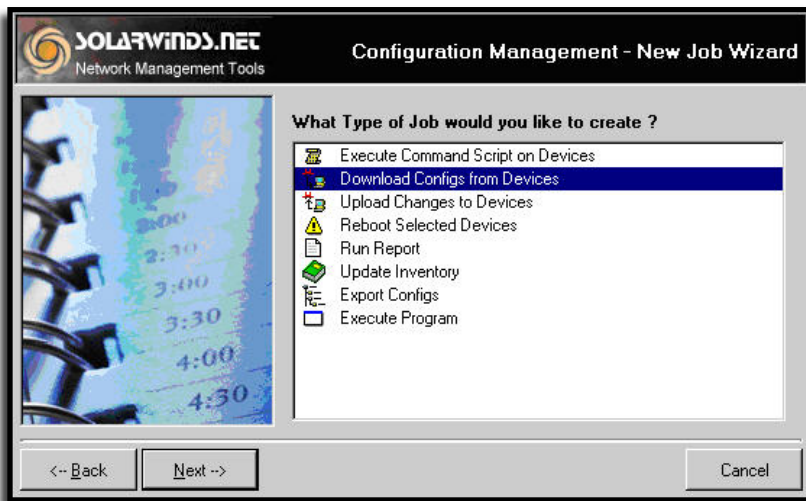 SOLARWINDS.NET
Network Management Tools
Configuration Management - New Job Wizard
What Type of Job would you like to create ?
Execute Command Script on Devices
Download Configs from Devices
Upload Changes to Devices
Reboot Selected Devices
Run Report
Update Inventory
Export Configs
Execute Program
2:00
2:30
3:00
3:30
4:00
4:30
<-- Back
Next -->
Cancel